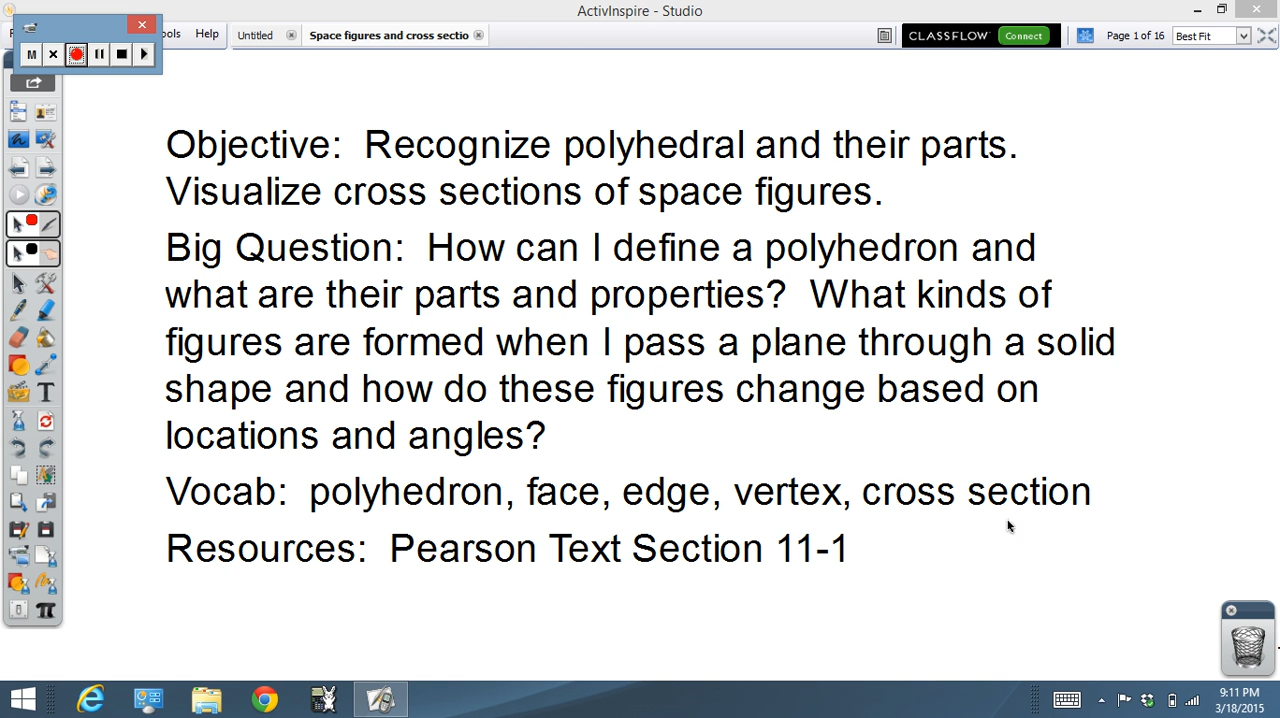 ActivInspire - Studio
M
ools Help Untitled Space figures and cross sectio CLASSFLOW Connect Page 1 of 16 Best Fit
Objective: Recognize polyhedral and their parts.
Visualize cross sections of space figures.
Big Question: How can I define a polyhedron and
what are their parts and properties? What kinds of
figures are formed when I pass a plane through a solid
shape and how do these figures change based on
locations and angles?
Vocab: polyhedron, face, edge, vertex, cross section
Resources: Pearson Text Section 11-1
9:11 PM
3/18/2015